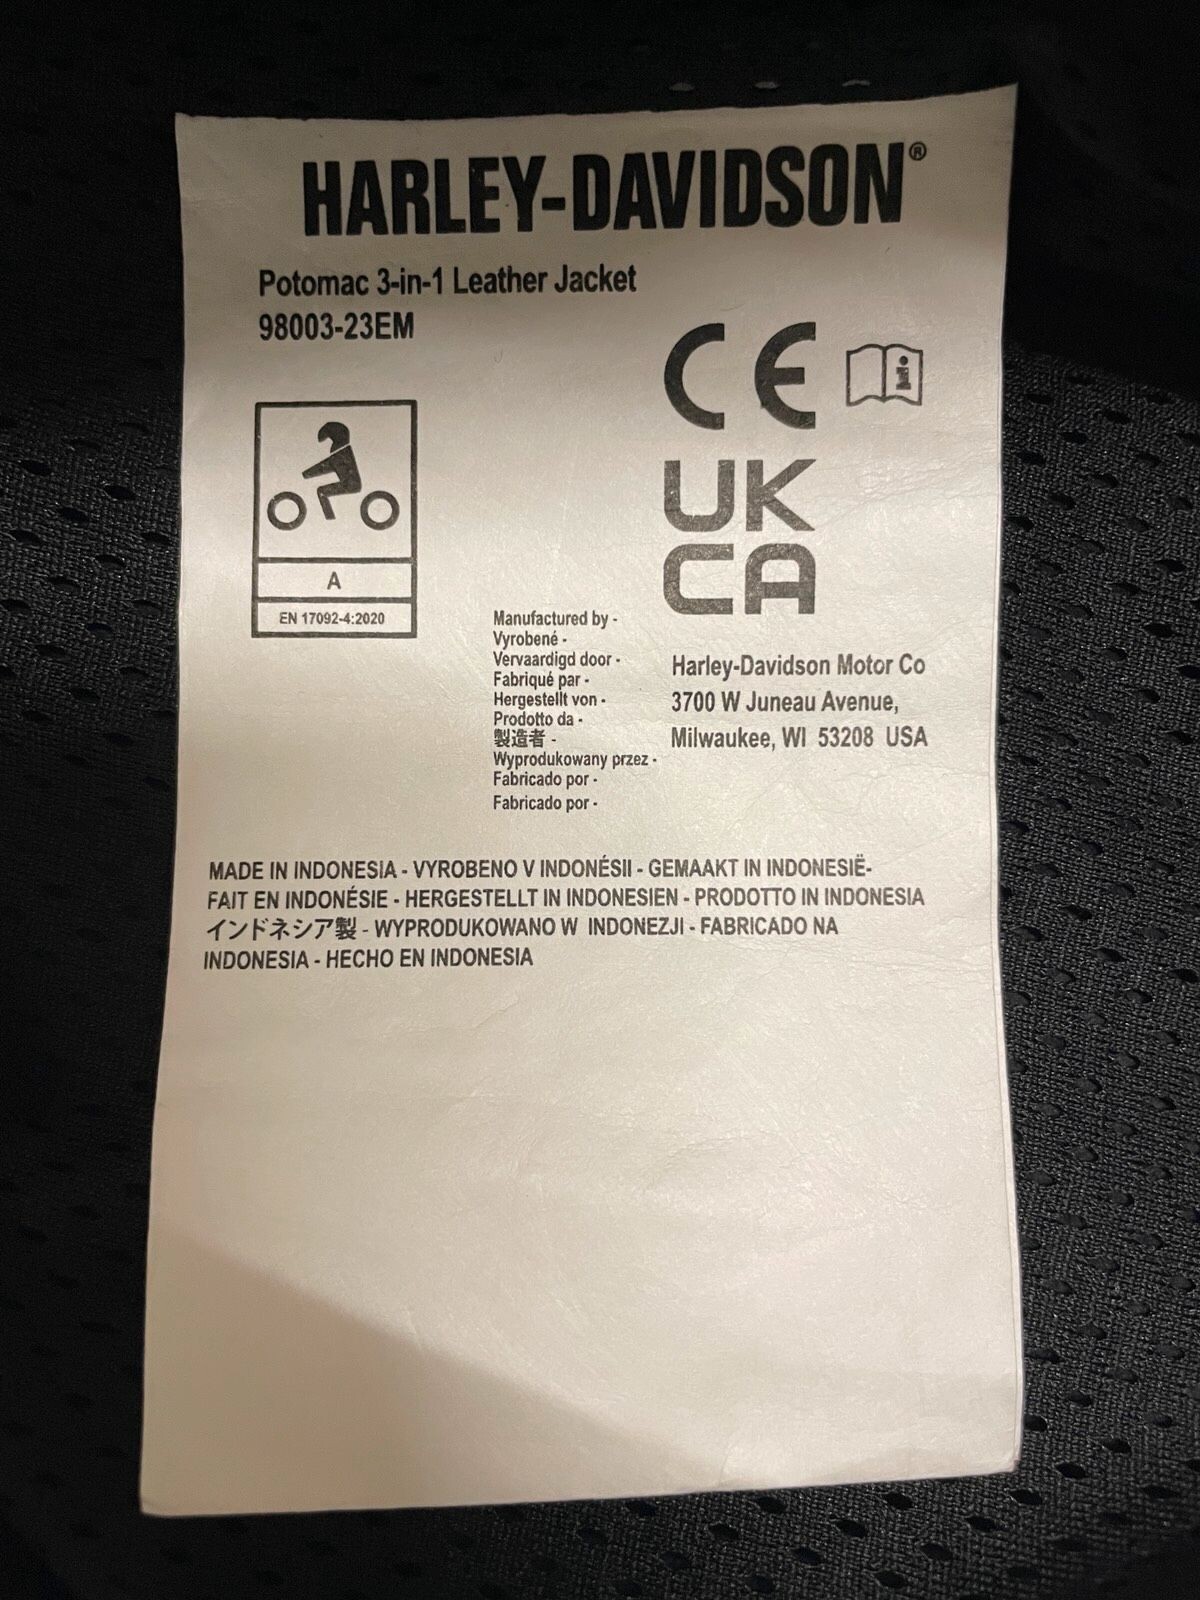 HARLEY-DAVIDSON®
Potomac 3-in-1 Leather Jacket
98003-23EM
CE
i
UK
CA
A
EN 17092-4:2020
Manufactured by -
Vyrobené -
Vervaardigd door -
Fabriqué par -
Hergestellt von -
Prodotto da -
製造者 -
Wyprodukowany przez -
Fabricado por -
Fabricado por -
Harley-Davidson Motor Co
3700 W Juneau Avenue,
Milwaukee, WI 53208 USA
MADE IN INDONESIA - VYROBENO V INDONÉSII - GEMAAKT IN INDONESIË-
FAIT EN INDONÉSIE - HERGESTELLT IN INDONESIEN - PRODOTTO IN INDONESIA
インドネシア製 - WYPRODUKOWANO W INDONEZJI - FABRICADO NA
INDONESIA - HECHO EN INDONESIA